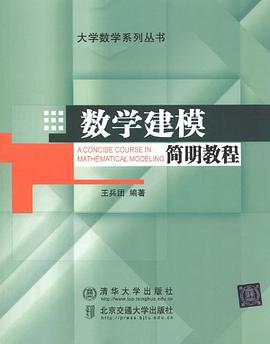 大学数学系列丛书
数学建模
A CONCISE COURSE IN
MATHEMATICAL MODELING
简明教程
王兵团 编著
清华大学出版社
http://www.tup.tsinghua.edu.cn
北京交通大学出版社
http://press.bjtu.edu.cn